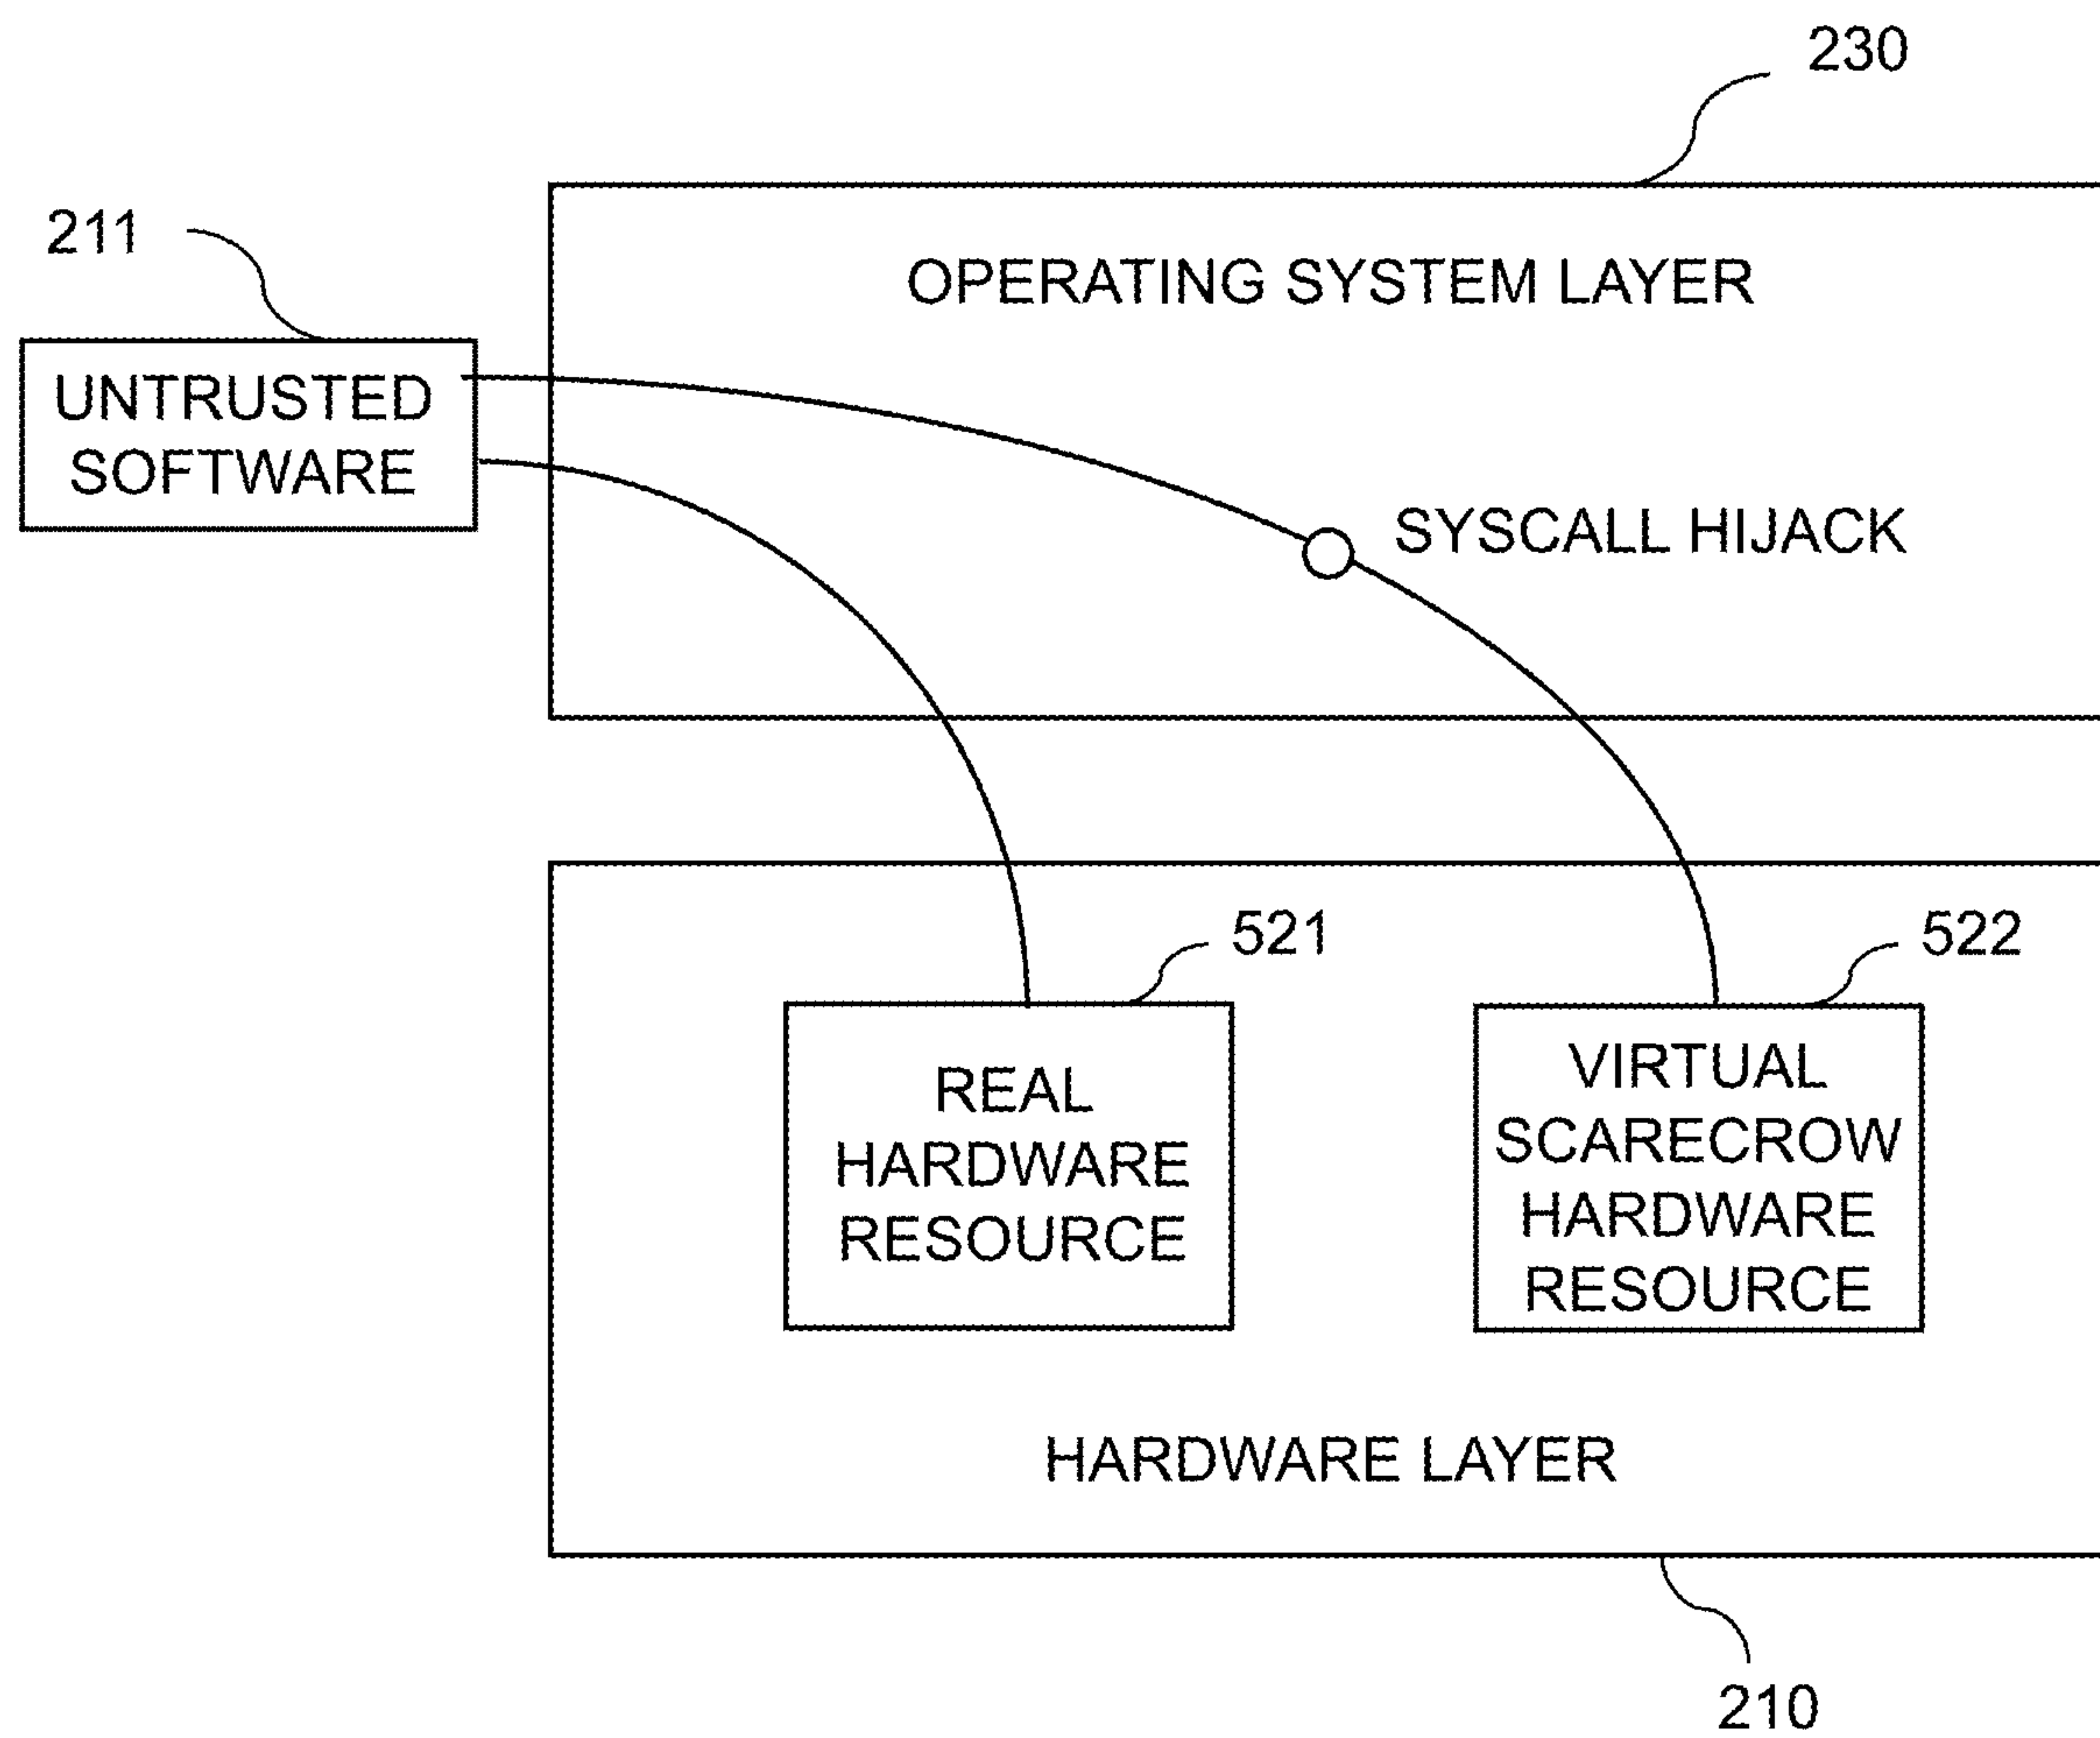 230
211
OPERATING SYSTEM LAYER
UNTRUSTED
SOFTWARE
SYSCALL HIJACK
521
522
REAL
HARDWARE
RESOURCE
VIRTUAL
SCARECROW
HARDWARE
RESOURCE
HARDWARE LAYER
210